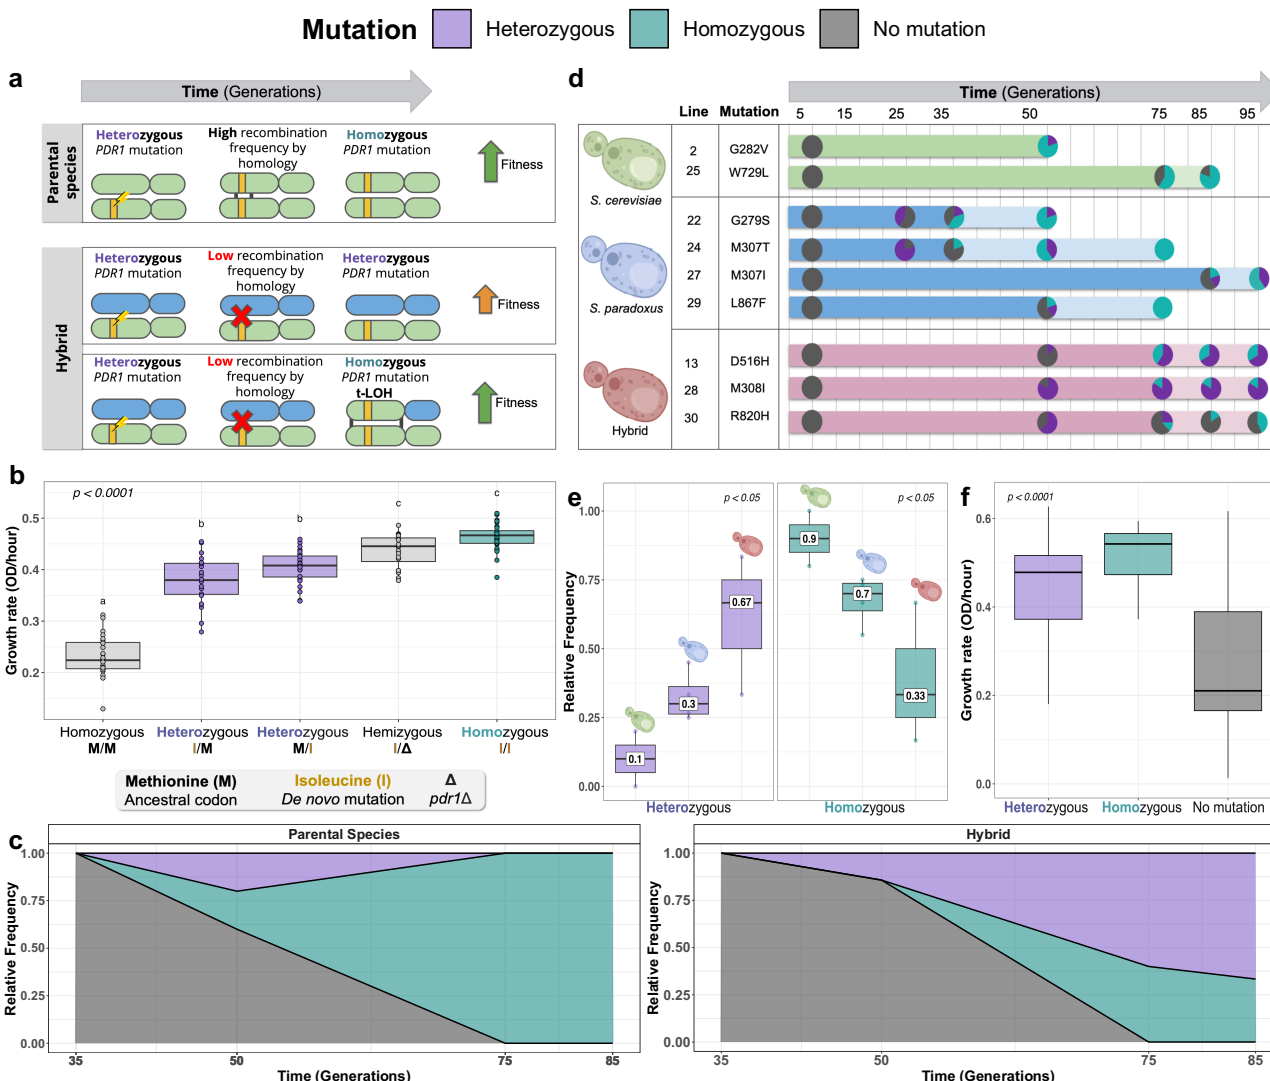 Mutation Heterozygous Homozygous No mutation
a
Time (Generations)
Parental species
Heterozygous
PDR1 mutation
High recombination
frequency by
homology
Homozygous
PDR1 mutation
Fitness
Hybrid
Heterozygous
PDR1 mutation
Low recombination
frequency by
homology
Heterozygous
PDR1 mutation
Fitness
Heterozygous
PDR1 mutation
Low recombination
frequency by
homology
Homozygous
PDR1 mutation
t-LOH
Fitness
d
Time (Generations)
Line Mutation 5 15 25 35 50 75 85 95
2 G282V
25 W729L
S. cerevisiae
22 G279S
24 M307T
27 M307I
29 L867F
S. paradoxus
13 D516H
28 M308I
30 R820H
Hybrid
b
p < 0.0001
Growth rate (OD/hour)
0.5
0.4
0.3
0.2
a b b c c
Homozygous Heterozygous Heterozygous Hemizygous Homozygous
M/M I/M M/I I/Δ I/I
Methionine (M) Isoleucine (I) Δ
Ancestral codon De novo mutation pdr1Δ
e
Relative Frequency
1.00
0.75
0.50
0.25
0.00
p < 0.05
0.1
0.3
0.67
Heterozygous
p < 0.05
0.9
0.7
0.33
Homozygous
f
p < 0.0001
Growth rate (OD/hour)
0.6
0.4
0.2
0.0
Heterozygous Homozygous No mutation
c
Parental Species
Relative Frequency
1.00
0.75
0.50
0.25
0.00
35 50 75 85
Time (Generations)
Hybrid
Relative Frequency
1.00
0.75
0.50
0.25
0.00
35 50 75 85
Time (Generations)